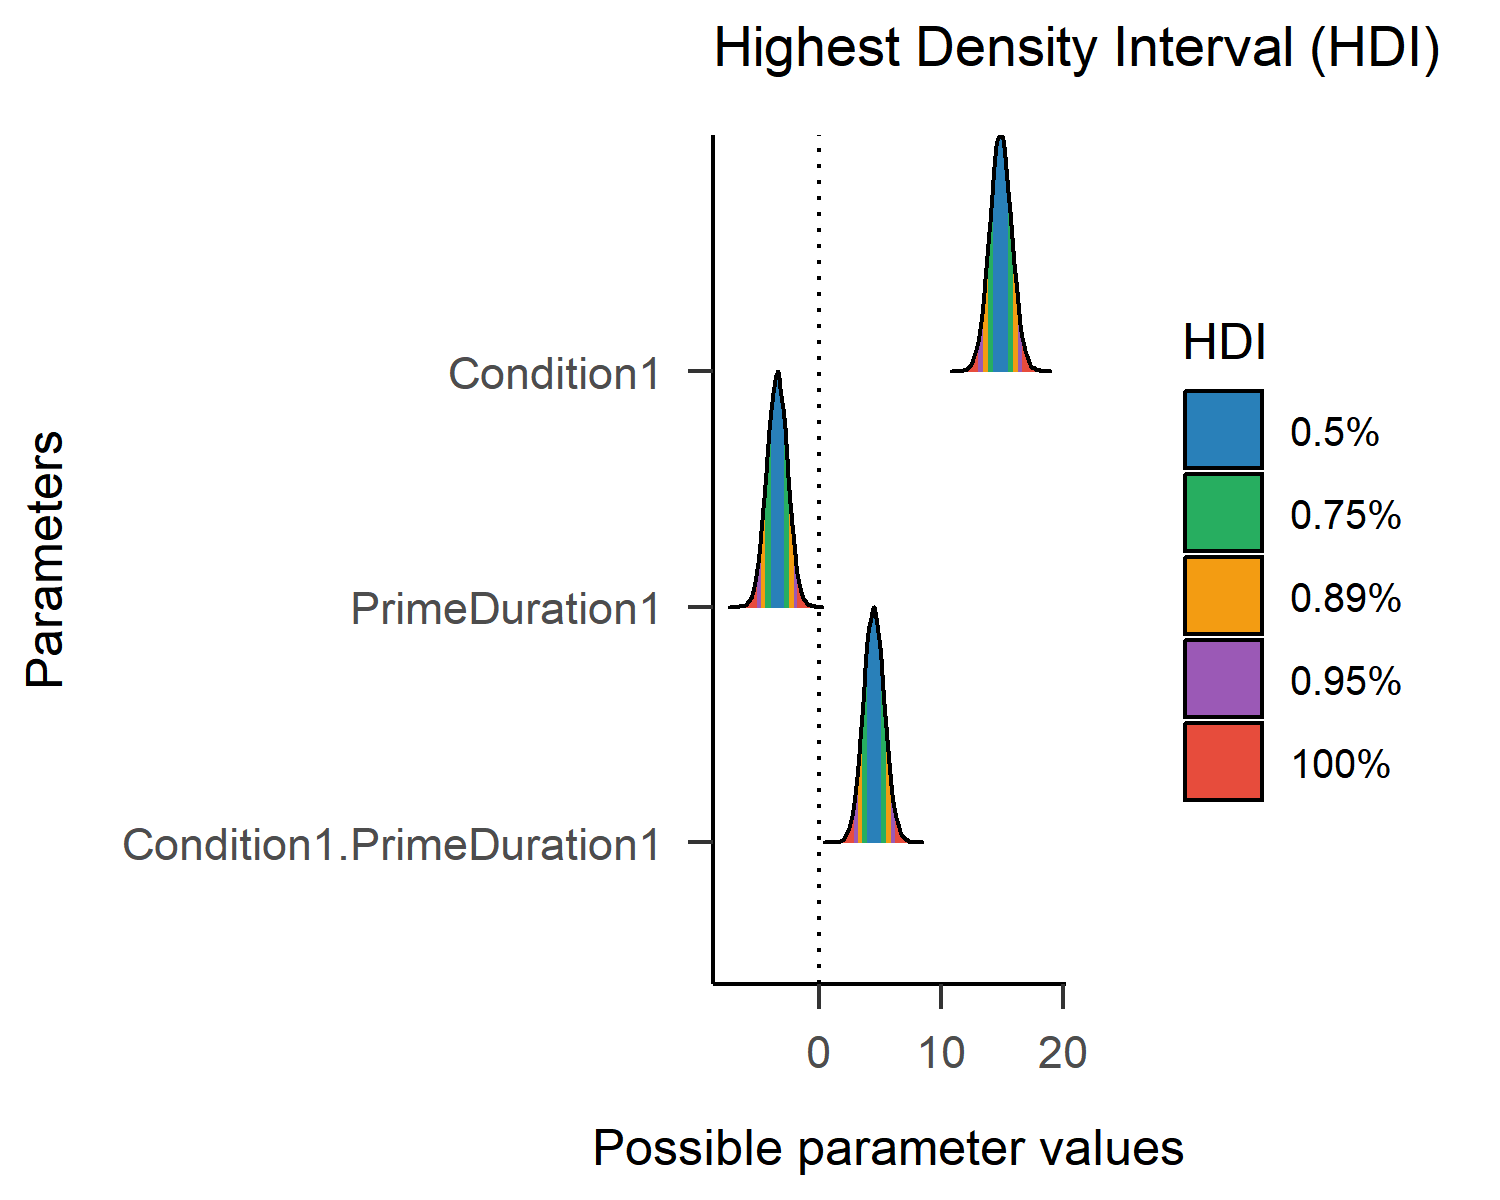 Highest Density Interval (HDI)
Parameters
Condition1
PrimeDuration1
Condition1.PrimeDuration1
0 10 20
Possible parameter values
HDI
0.5%
0.75%
0.89%
0.95%
100%